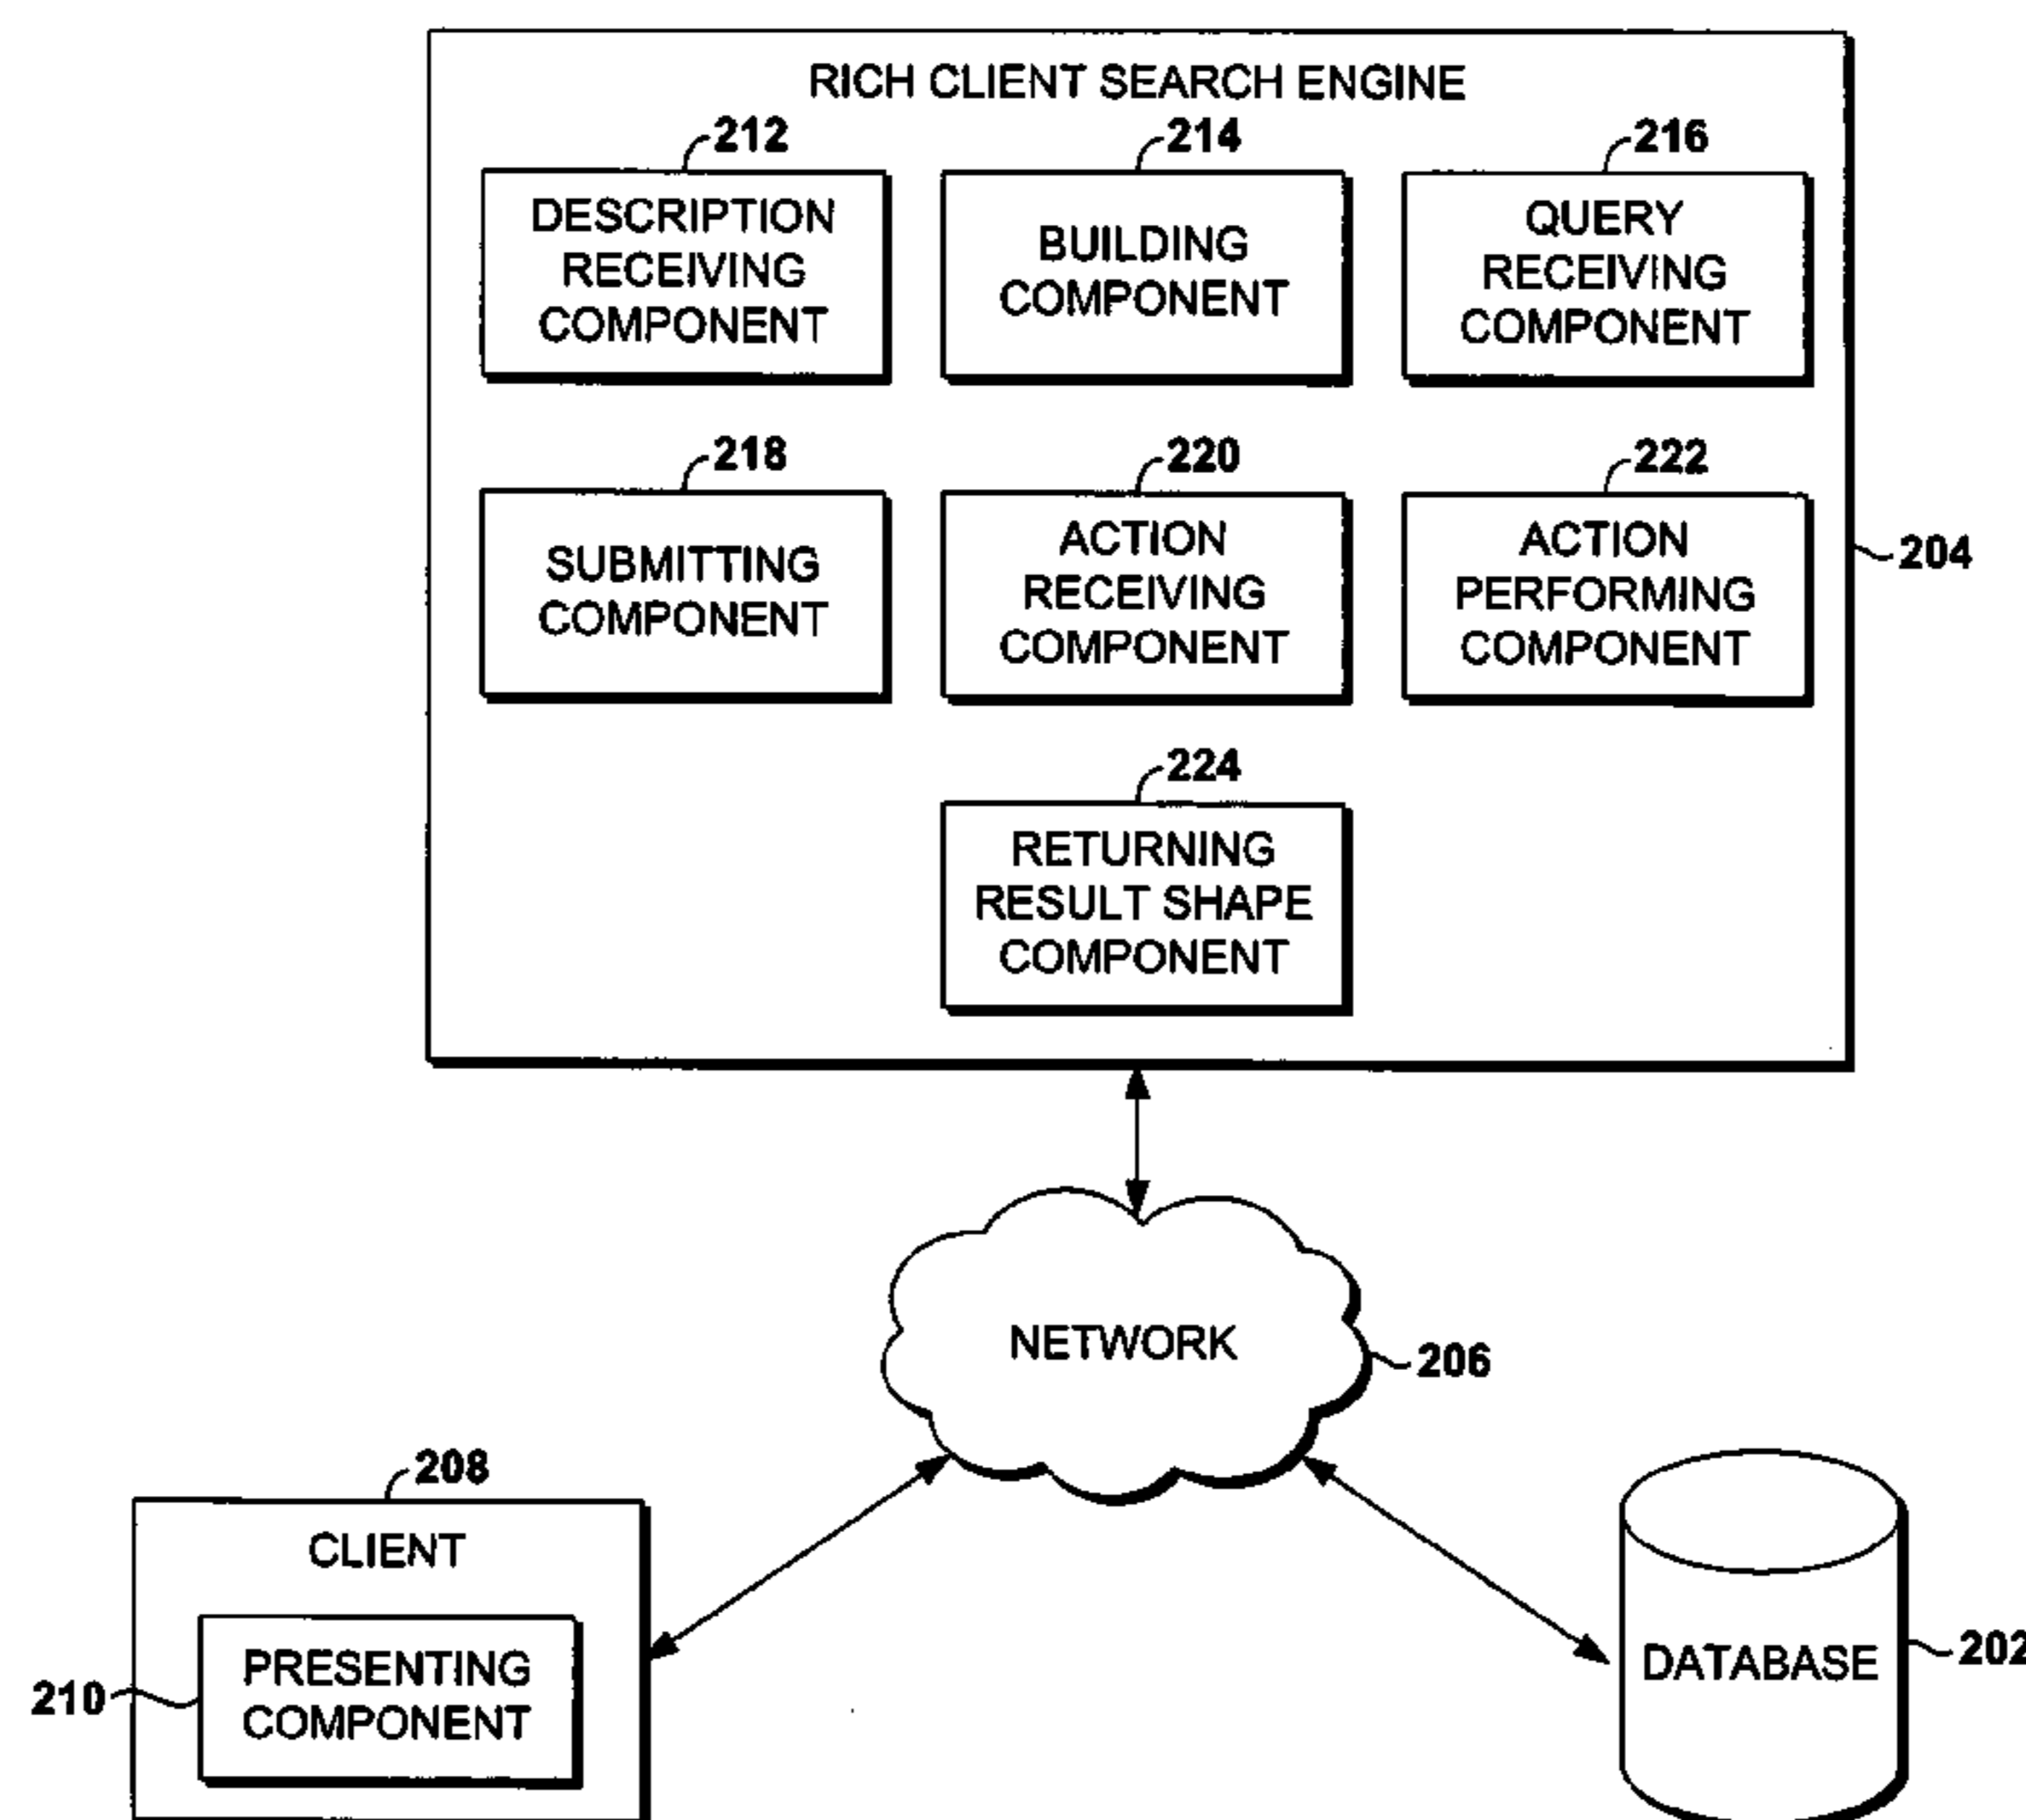 RICH CLIENT SEARCH ENGINE
212
214
216
DESCRIPTION
RECEIVING
COMPONENT
BUILDING
COMPONENT
QUERY
RECEIVING
COMPONENT
218
220
222
SUBMITTING
COMPONENT
ACTION
RECEIVING
COMPONENT
ACTION
PERFORMING
COMPONENT
204
224
RETURNING
RESULT SHAPE
COMPONENT
NETWORK
206
208
CLIENT
210
PRESENTING
COMPONENT
DATABASE
202